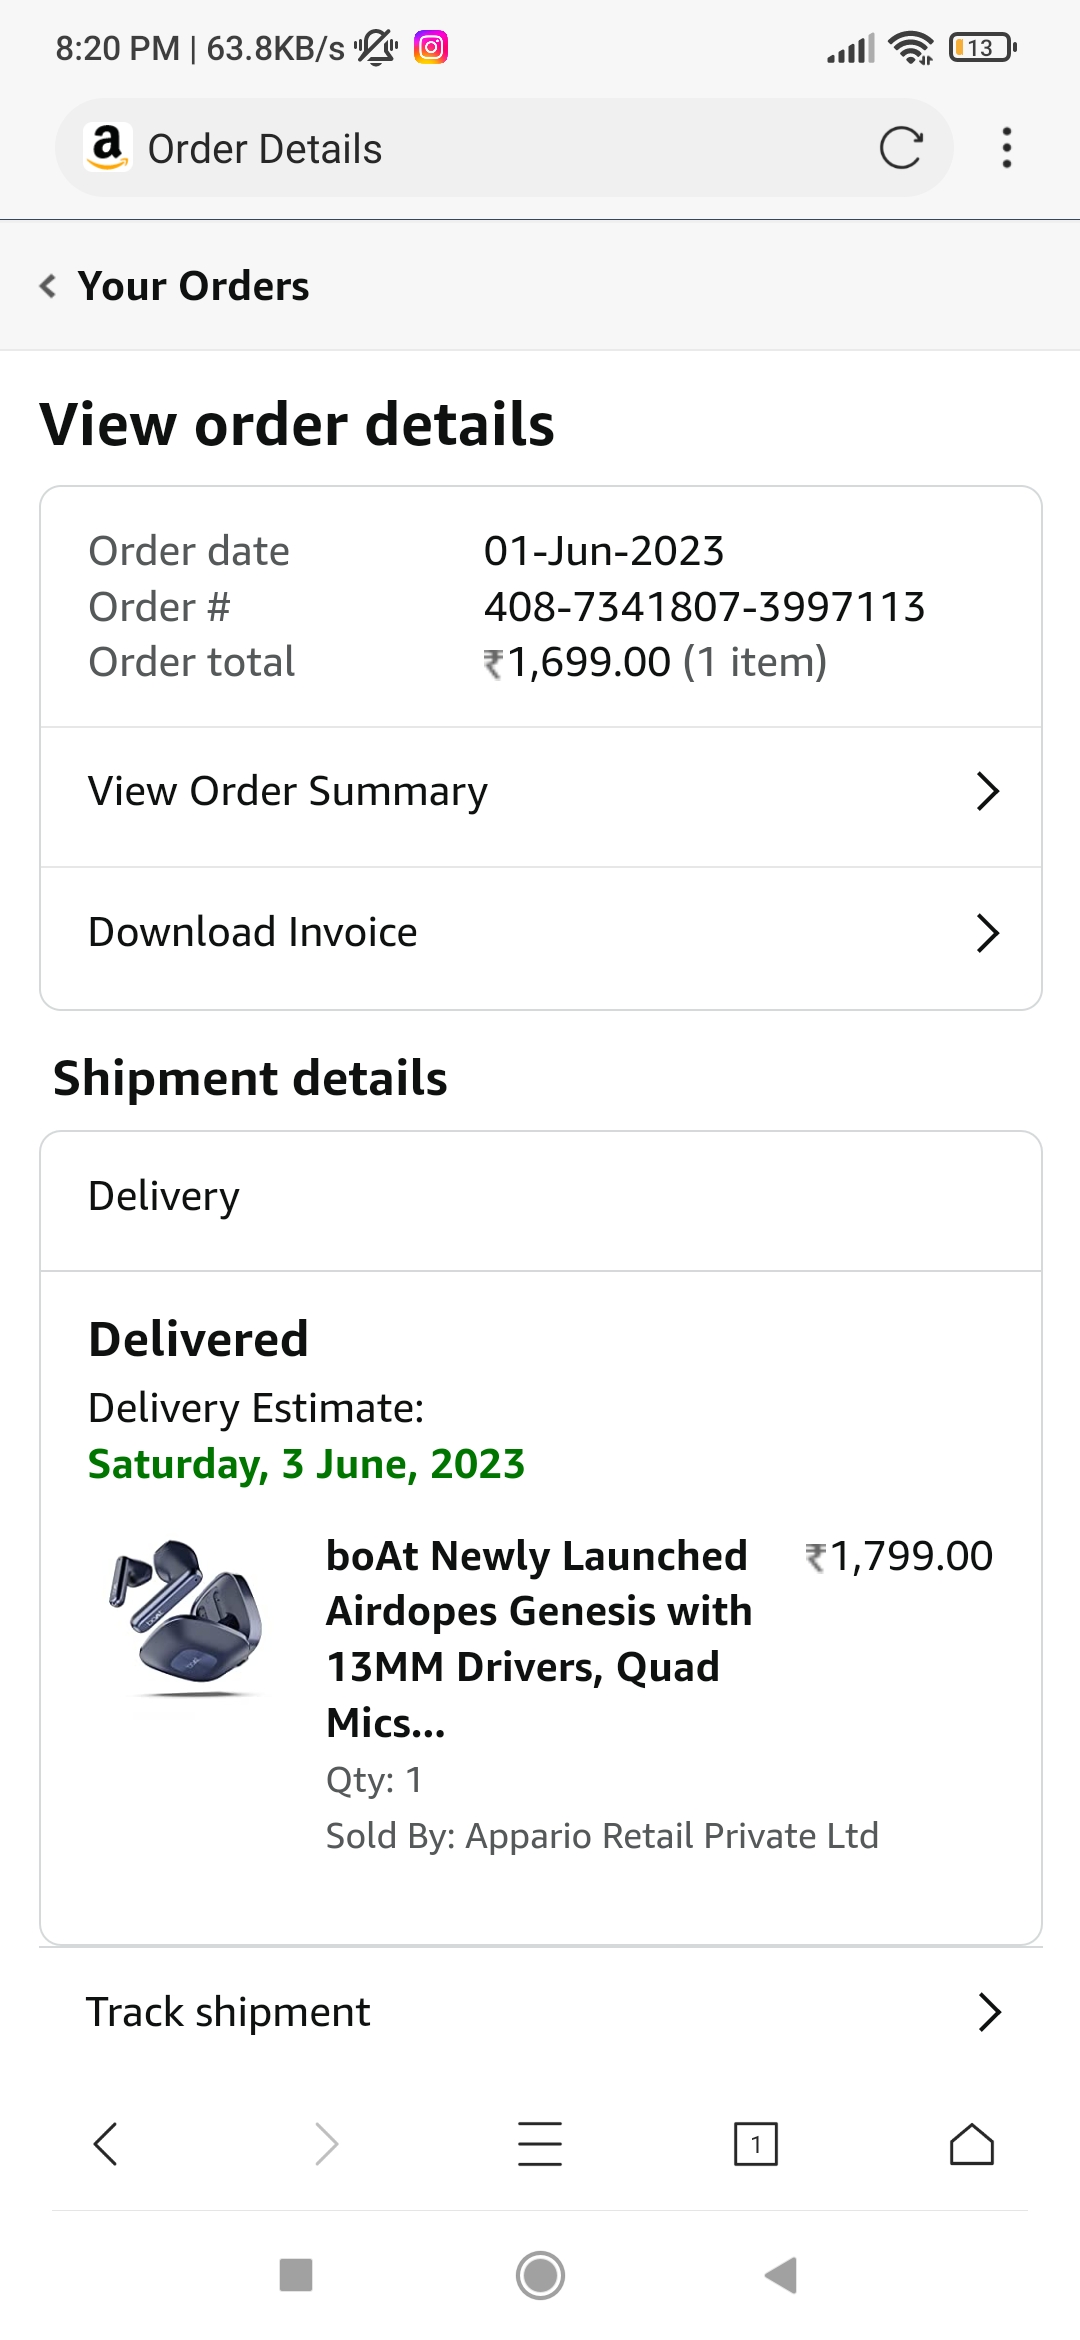 8:20 PM | 63.8KB/s 13
a Order Details
Your Orders
View order details
Order date 01-Jun-2023
Order # 408-7341807-3997113
Order total ₹1,699.00 (1 item)
View Order Summary
Download Invoice
Shipment details
Delivery
Delivered
Delivery Estimate:
Saturday, 3 June, 2023
boAt Newly Launched ₹1,799.00
Airdopes Genesis with
13MM Drivers, Quad
Mics...
Qty: 1
Sold By: Appario Retail Private Ltd
Track shipment
1